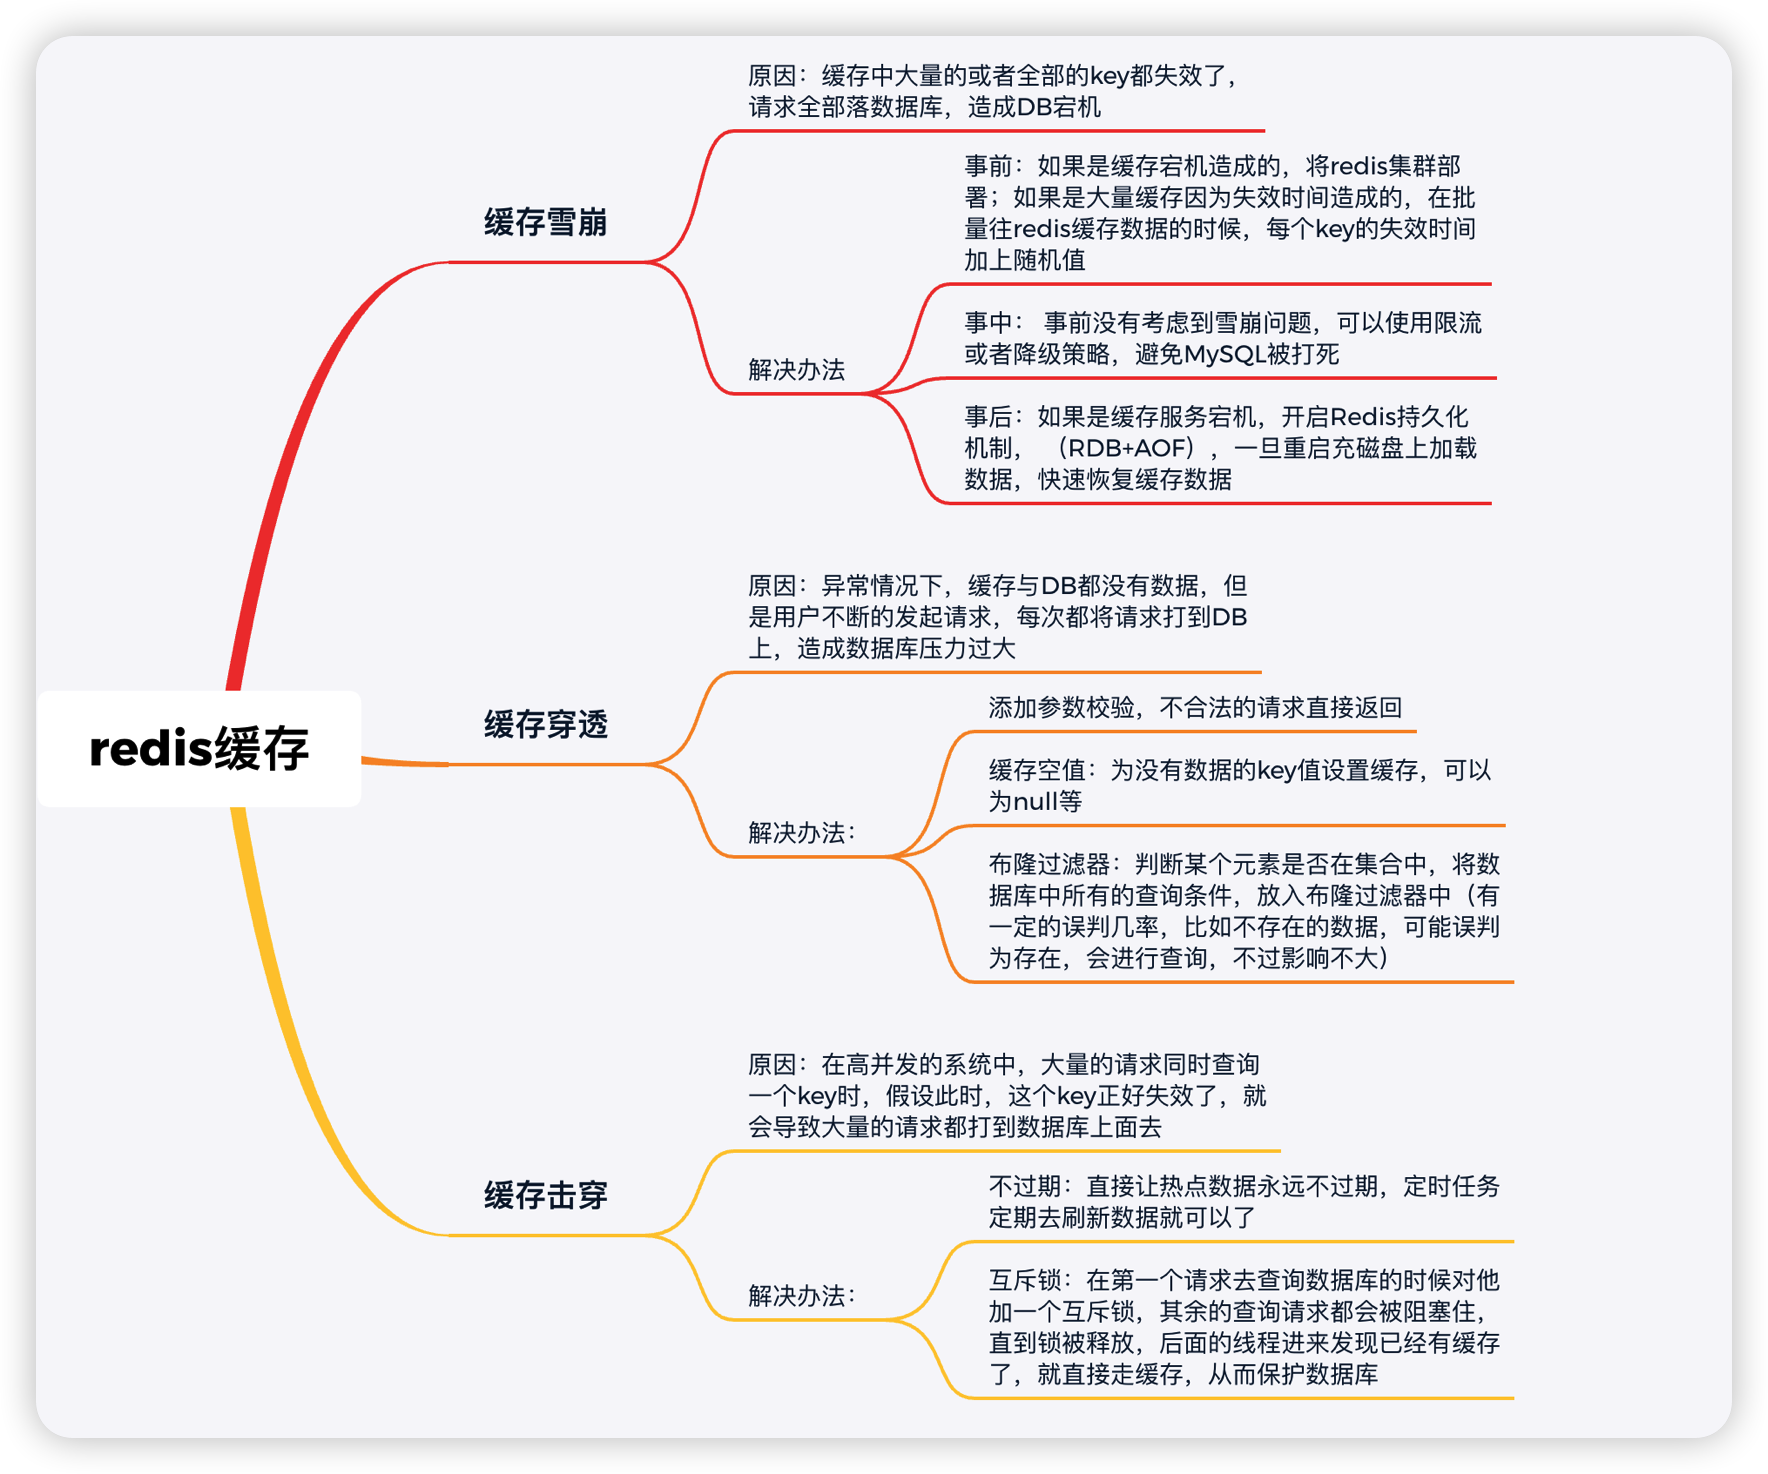 redis缓存
缓存雪崩
原因：缓存中大量的或者全部的key都失效了，
请求全部落数据库，造成DB宕机
解决办法
事前：如果是缓存宕机造成的，将redis集群部
署；如果是大量缓存因为失效时间造成的，在批
量往redis缓存数据的时候，每个key的失效时间
加上随机值
事中： 事前没有考虑到雪崩问题，可以使用限流
或者降级策略，避免MySQL被打死
事后：如果是缓存服务宕机，开启Redis持久化
机制， （RDB+AOF），一旦重启充磁盘上加载
数据，快速恢复缓存数据
缓存穿透
原因：异常情况下，缓存与DB都没有数据，但
是用户不断的发起请求，每次都将请求打到DB
上，造成数据库压力过大
解决办法：
添加参数校验，不合法的请求直接返回
缓存空值：为没有数据的key值设置缓存，可以
为null等
布隆过滤器：判断某个元素是否在集合中，将数
据库中所有的查询条件，放入布隆过滤器中（有
一定的误判几率，比如不存在的数据，可能误判
为存在，会进行查询，不过影响不大）
缓存击穿
原因：在高并发的系统中，大量的请求同时查询
一个key时，假设此时，这个key正好失效了，就
会导致大量的请求都打到数据库上面去
解决办法：
不过期：直接让热点数据永远不过期，定时任务
定期去刷新数据就可以了
互斥锁：在第一个请求去查询数据库的时候对他
加一个互斥锁，其余的查询请求都会被阻塞住，
直到锁被释放，后面的线程进来发现已经有缓存
了，就直接走缓存，从而保护数据库